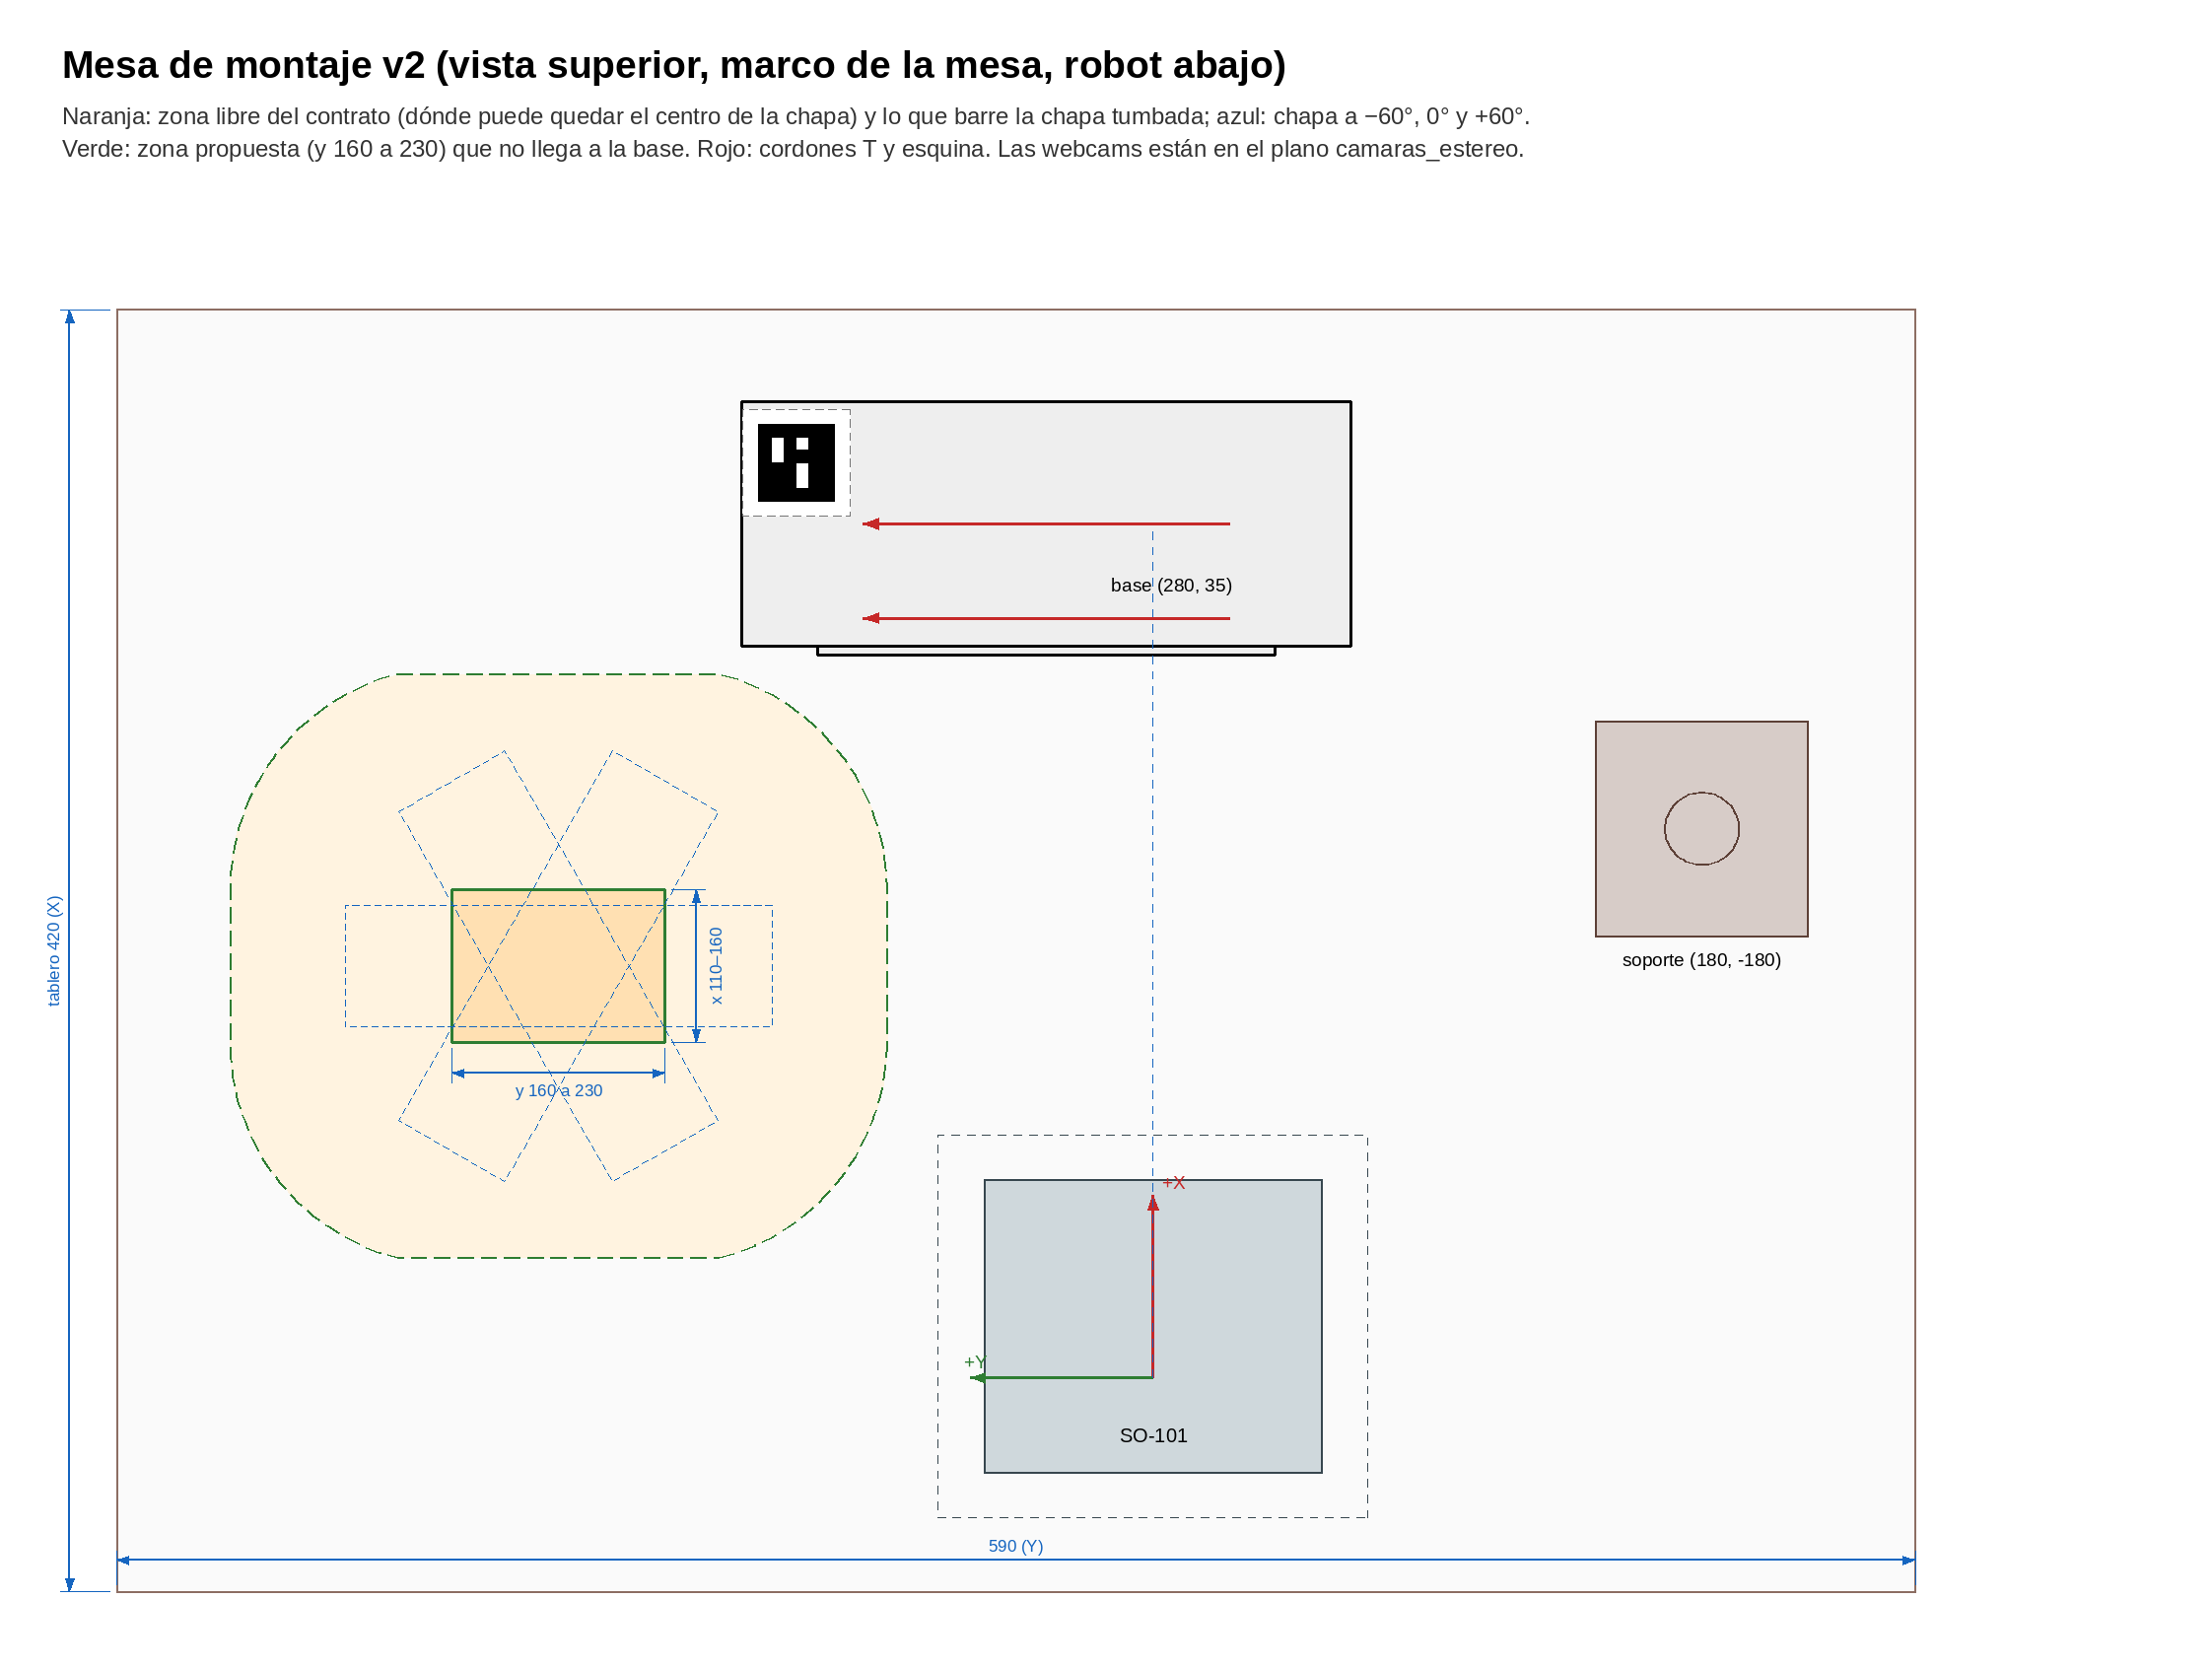 Mesa de montaje v2 (vista superior, marco de la mesa, robot abajo)
Naranja: zona libre del contrato (dónde puede quedar el centro de la chapa) y lo que barre la chapa tumbada; azul: chapa a −60°, 0° y +60°.
Verde: zona propuesta (y 160 a 230) que no llega a la base. Rojo: cordones T y esquina. Las webcams están en el plano camaras_estereo.
base (280, 35)
tablero 420 (X)
x 110–160
soporte (180, -180)
y 160 a 230
+X
+Y
SO-101
590 (Y)